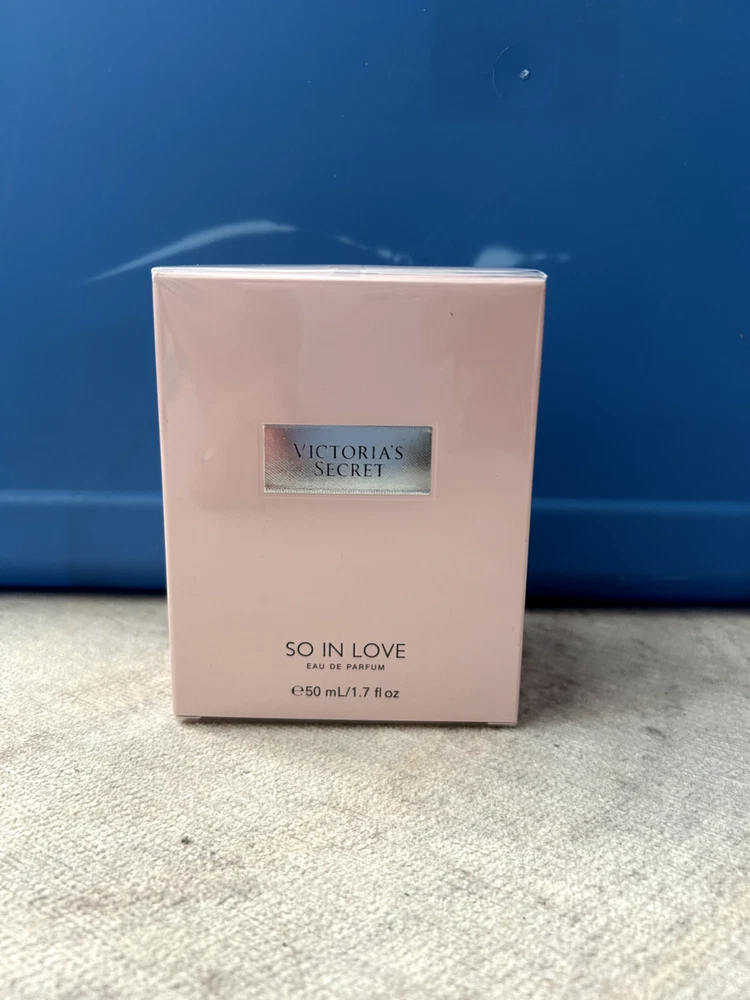 VICTORIA'S
SECRET
SO IN LOVE
EAU DE PARFUM
℮50 mL/1.7 fl oz